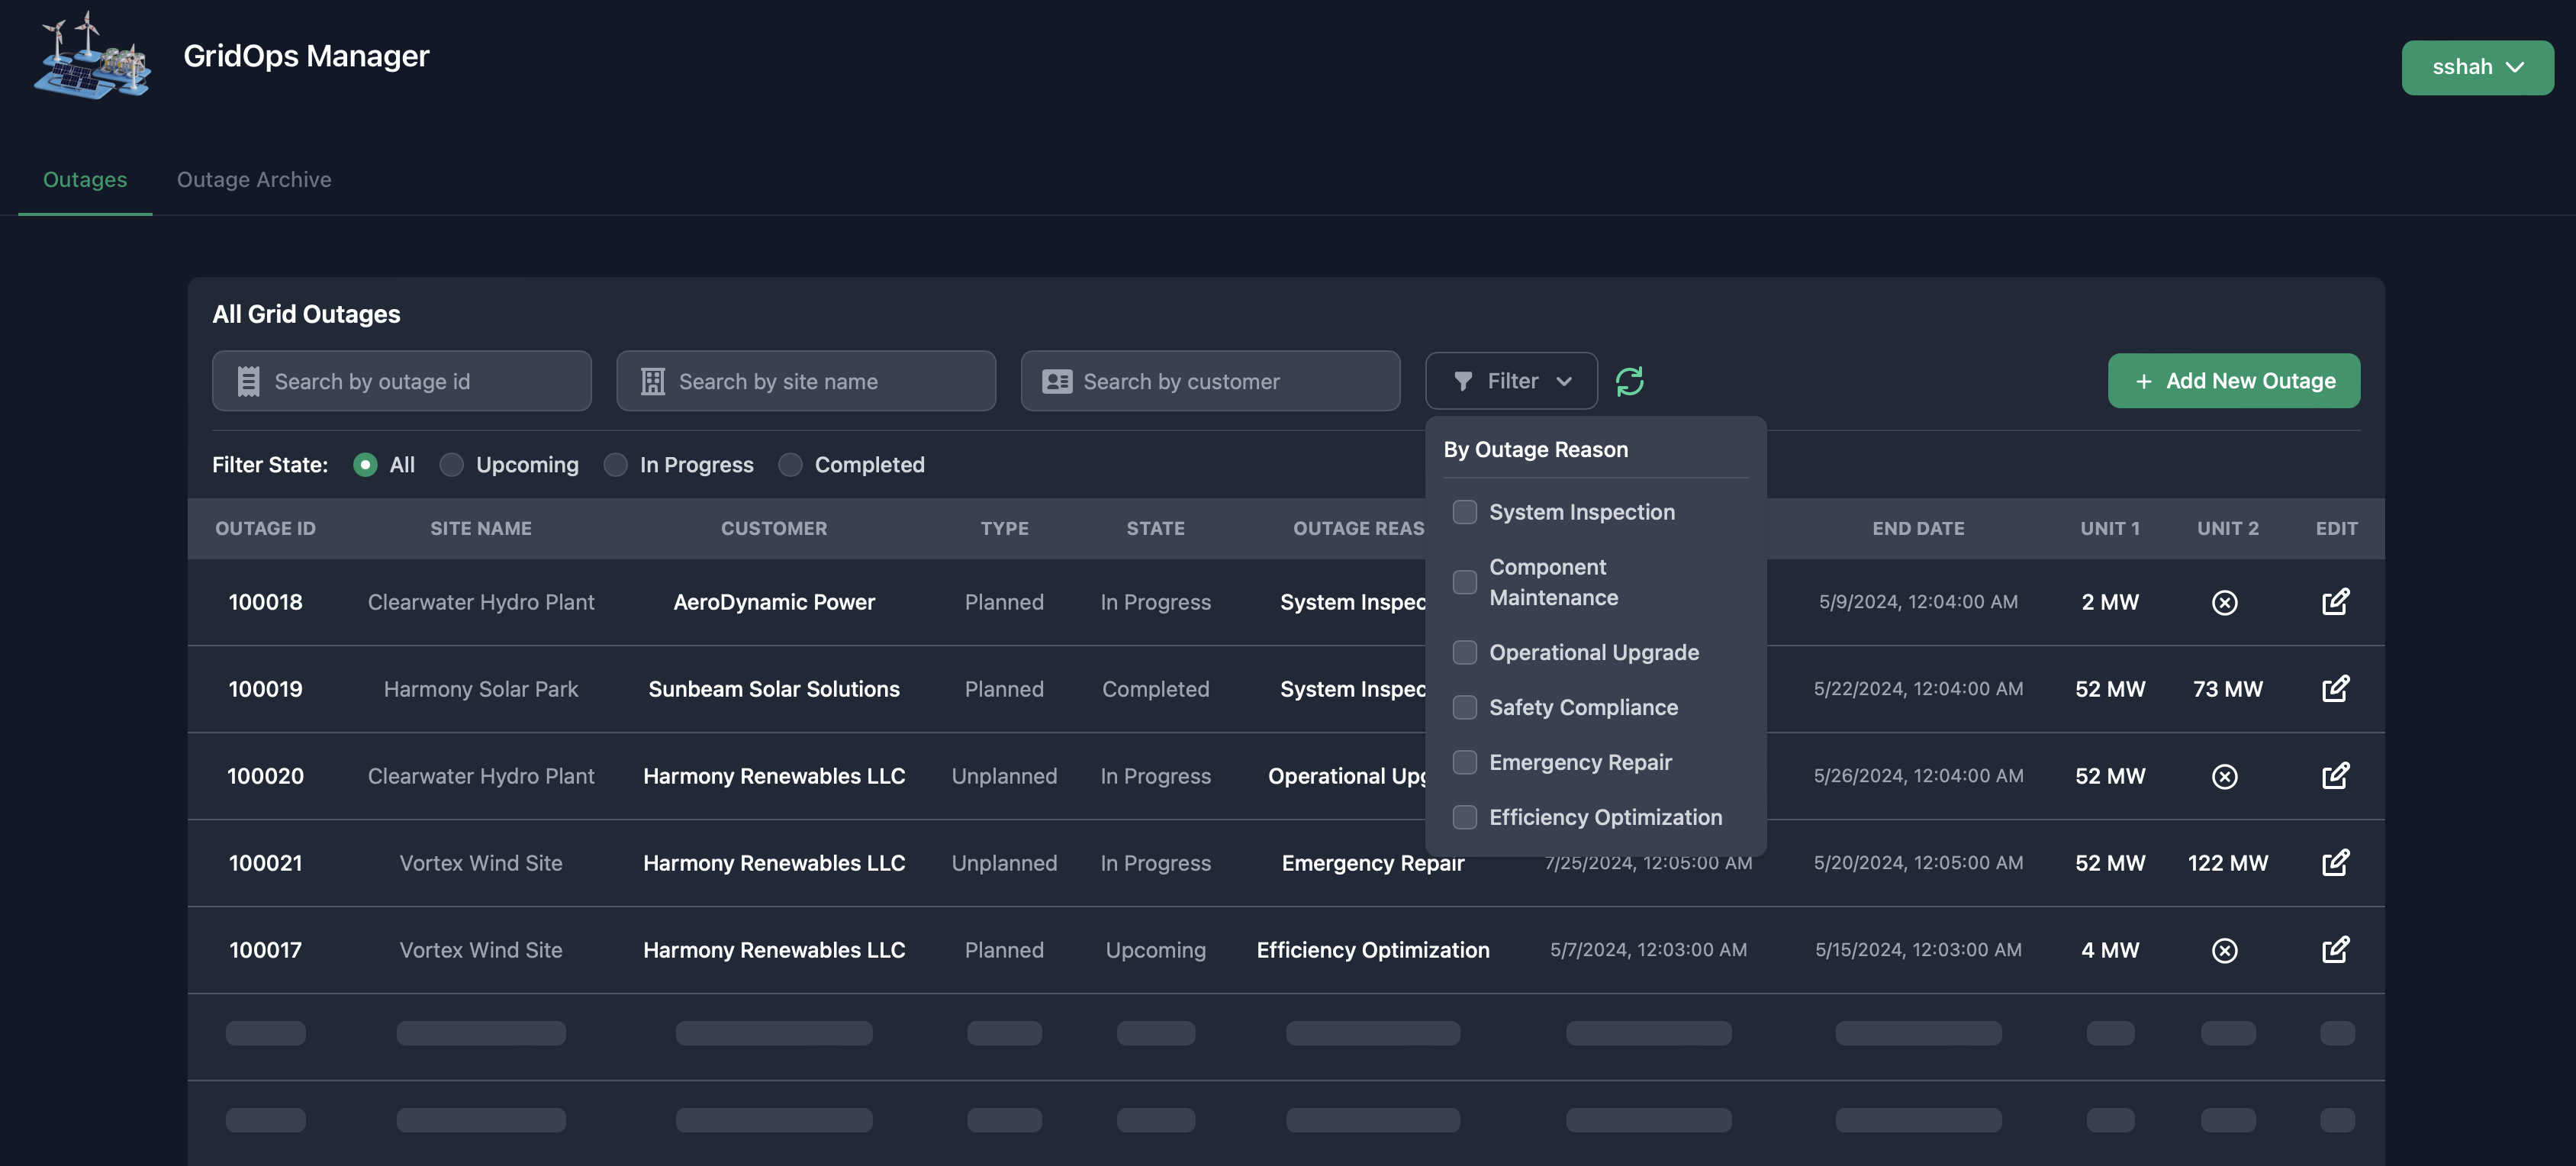 GridOps Manager
sshah
Outages
Outage Archive
All Grid Outages
Search by outage id
Search by site name
Search by customer
Filter
+ Add New Outage
By Outage Reason
System Inspection
Component
Maintenance
Operational Upgrade
Safety Compliance
Emergency Repair
Efficiency Optimization
Filter State: All Upcoming In Progress Completed
OUTAGE ID SITE NAME CUSTOMER TYPE STATE OUTAGE REAS END DATE UNIT 1 UNIT 2 EDIT
100018 Clearwater Hydro Plant AeroDynamic Power Planned In Progress System Inspec 5/9/2024, 12:04:00 AM 2 MW
100019 Harmony Solar Park Sunbeam Solar Solutions Planned Completed System Inspec 5/22/2024, 12:04:00 AM 52 MW 73 MW
100020 Clearwater Hydro Plant Harmony Renewables LLC Unplanned In Progress Operational Upg 5/26/2024, 12:04:00 AM 52 MW
100021 Vortex Wind Site Harmony Renewables LLC Unplanned In Progress Emergency Repair 7/25/2024, 12:05:00 AM 5/20/2024, 12:05:00 AM 52 MW 122 MW
100017 Vortex Wind Site Harmony Renewables LLC Planned Upcoming Efficiency Optimization 5/7/2024, 12:03:00 AM 5/15/2024, 12:03:00 AM 4 MW